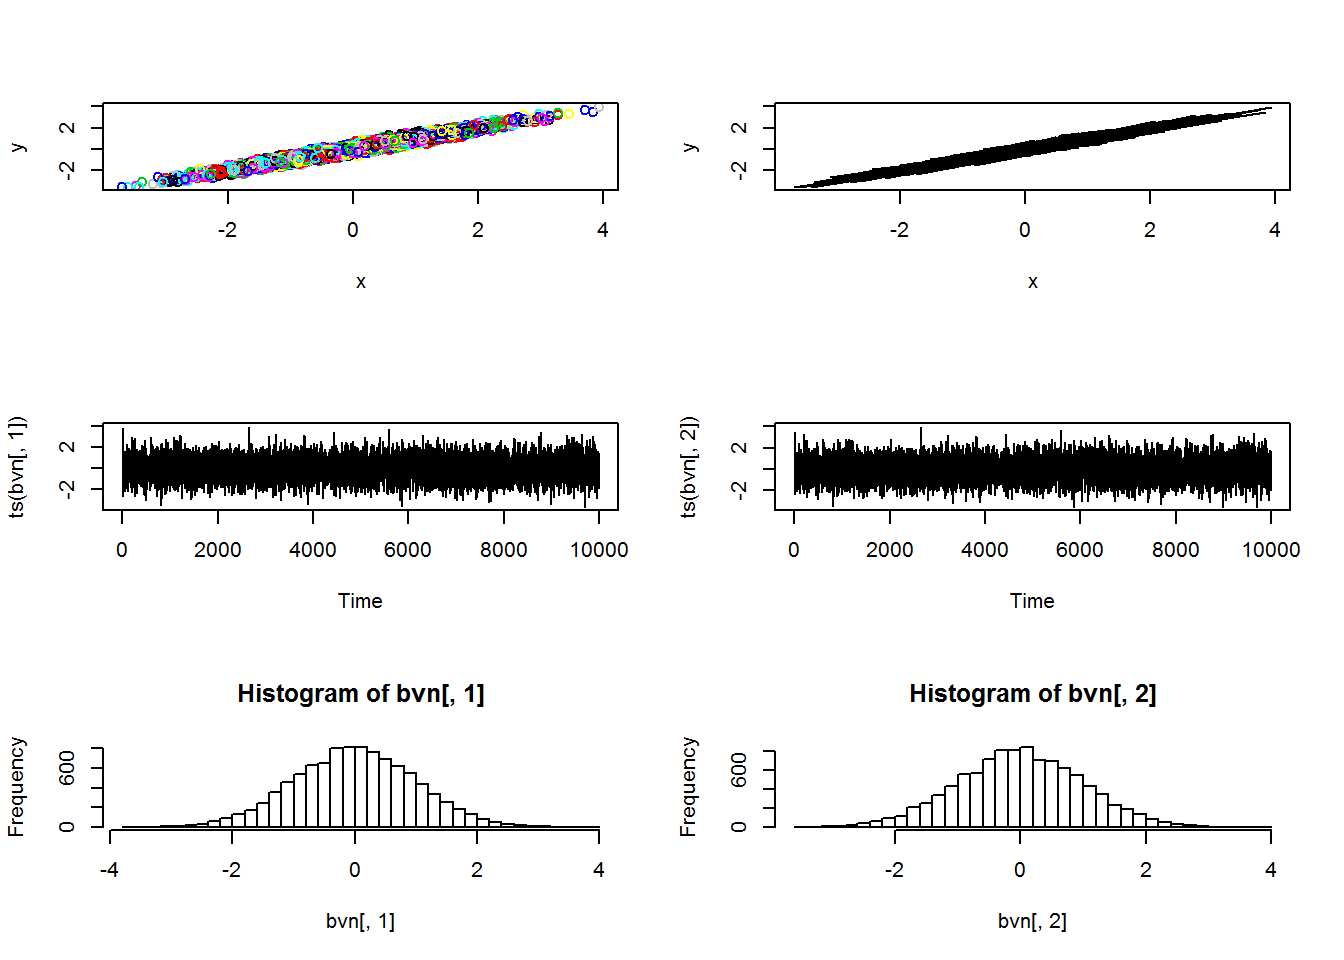 y
2
-2
-2 0 2 4
x
y
2
-2
-2 0 2 4
x
ts(bvn[, 1])
2
-2
0 2000 4000 6000 8000 10000
Time
ts(bvn[, 2])
2
-2
0 2000 4000 6000 8000 10000
Time
Histogram of bvn[, 1]
Frequency
600
0
-4 -2 0 2 4
bvn[, 1]
Histogram of bvn[, 2]
Frequency
600
0
-2 0 2 4
bvn[, 2]